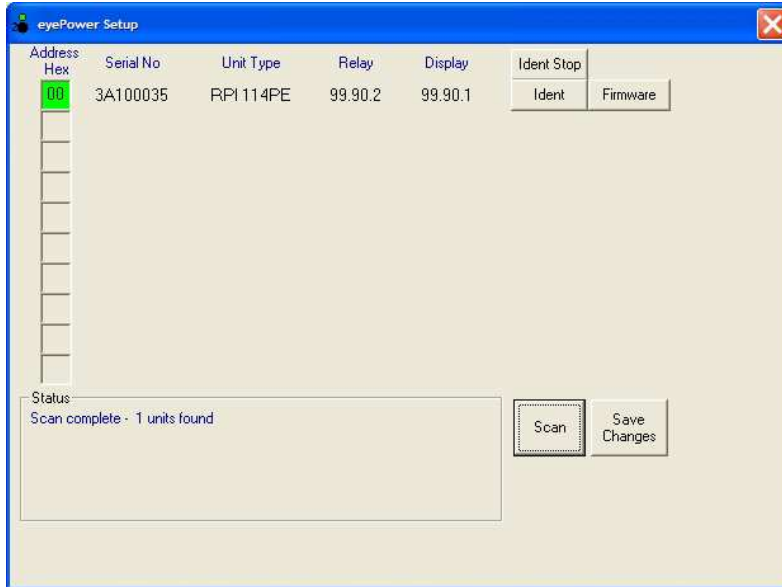 eyePower Setup
Address Hex Serial No Unit Type Relay Display Ident Stop
00 3A100035 RPI 114PE 99.90.2 99.90.1 Ident Firmware
Status
Scan complete - 1 units found
Scan
Save
Changes